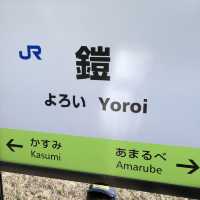 JR
鎧
よろい Yoroi
← かすみ あまるべ →
Kasumi Amarube